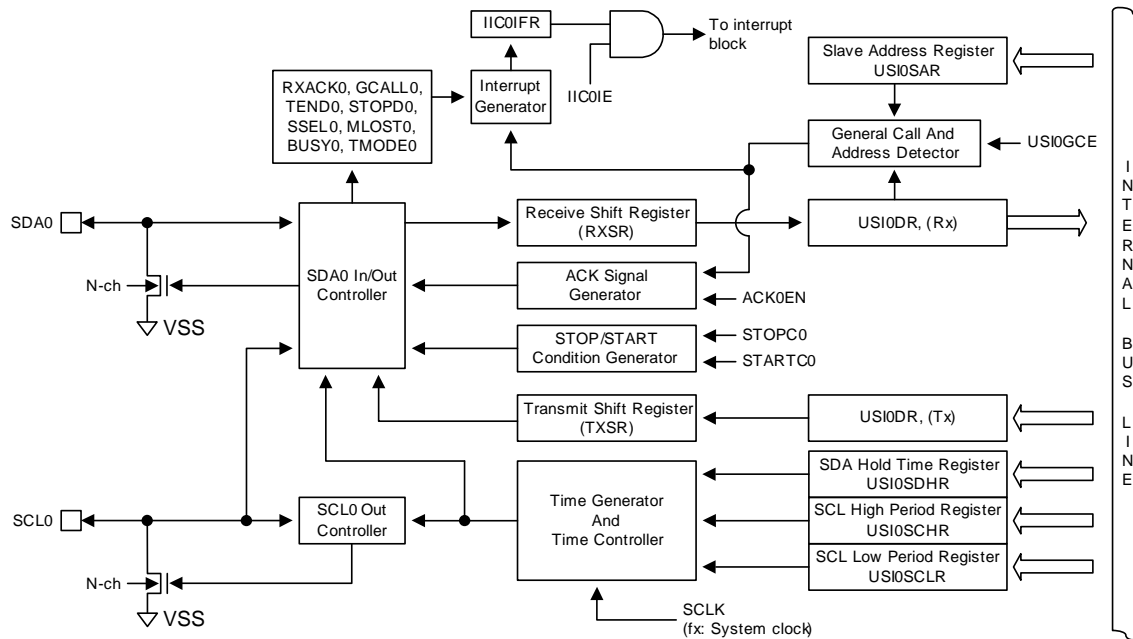 IIC0IFR
To interrupt
block
IIC0IE
Slave Address Register
USI0SAR
RXACK0, GCALL0,
TEND0, STOPD0,
SSEL0, MLOST0,
BUSY0, TMODE0
Interrupt
Generator
General Call And
Address Detector
USI0GCE
SDA0
N-ch
VSS
SDA0 In/Out
Controller
Receive Shift Register
(RXSR)
USI0DR, (Rx)
ACK Signal
Generator
ACK0EN
STOP/START
Condition Generator
STOPC0
STARTC0
Transmit Shift Register
(TXSR)
USI0DR, (Tx)
SCL0
N-ch
VSS
SCL0 Out
Controller
Time Generator
And
Time Controller
SDA Hold Time Register
USI0SDHR
SCL High Period Register
USI0SCHR
SCL Low Period Register
USI0SCLR
SCLK
(fx: System clock)
INTERNAL BUS LINE